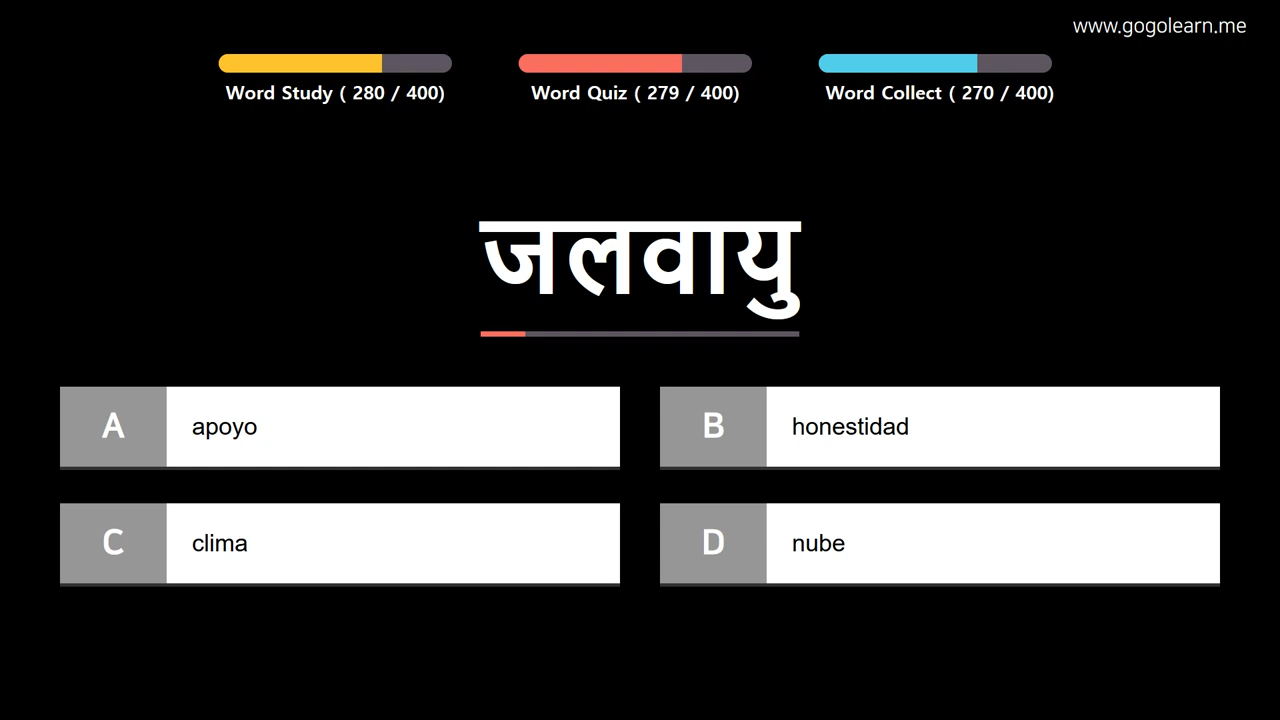 www.gogolearn.me
Word Study ( 280 / 400)
Word Quiz ( 279 / 400)
Word Collect ( 270 / 400)
जलवायु
A
apoyo
B
honestidad
C
clima
D
nube